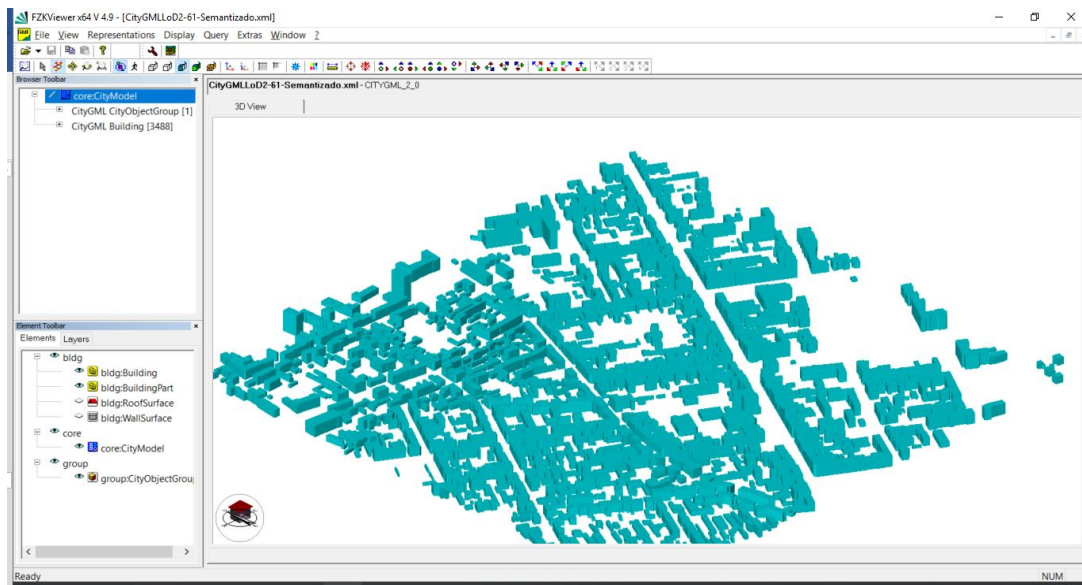 FZKViewer x64 V 4.9 - [CityGMLLoD2-61-Semantizado.xml]
File View Representations Display Query Extras Window ?
Browser Toolbar
core:CityModel
CityGML CityObjectGroup [1]
CityGML Building [3488]
CityGMLLoD2-61-Semantizado.xml - CITYGML_2_0
3D View
Element Toolbar
Elements Layers
bldg
bldg:Building
bldg:BuildingPart
bldg:RoofSurface
bldg:WallSurface
core
core:CityModel
group
group:CityObjectGrou
Ready NUM